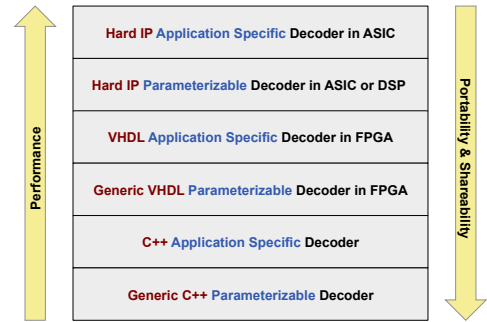 Performance
Hard IP Application Specific Decoder in ASIC
Hard IP Parameterizable Decoder in ASIC or DSP
VHDL Application Specific Decoder in FPGA
Generic VHDL Parameterizable Decoder in FPGA
C++ Application Specific Decoder
Generic C++ Parameterizable Decoder
Portability & Shareability